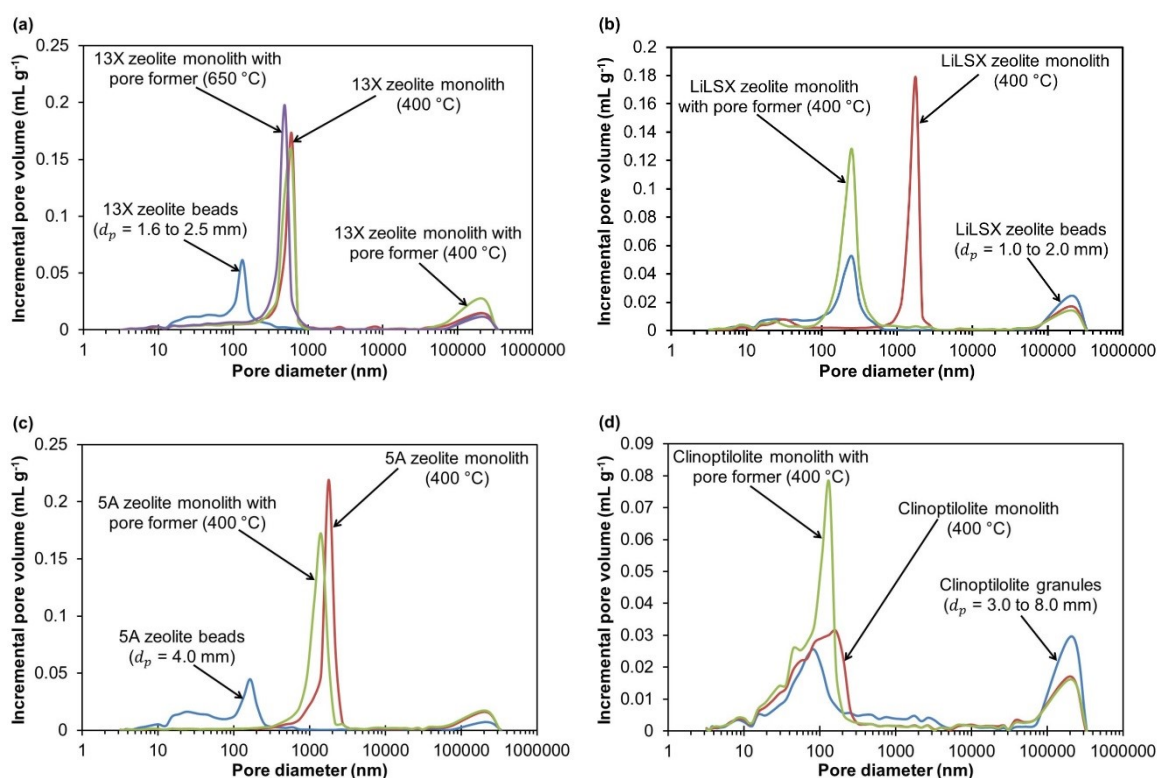 (a)
Incremental pore volume (mL g⁻¹)
0.25
0.2
0.15
0.1
0.05
0
13X zeolite monolith with
pore former (650 °C)
13X zeolite monolith
(400 °C)
13X zeolite beads
(dp = 1.6 to 2.5 mm)
13X zeolite monolith with
pore former (400 °C)
1 10 100 1000 10000 100000 1000000
Pore diameter (nm)
(b)
Incremental pore volume (mL g⁻¹)
0.2
0.18
0.16
0.14
0.12
0.1
0.08
0.06
0.04
0.02
0
LiLSX zeolite monolith
with pore former (400 °C)
LiLSX zeolite monolith
(400 °C)
LiLSX zeolite beads
(dp = 1.0 to 2.0 mm)
1 10 100 1000 10000 100000 1000000
Pore diameter (nm)
(c)
Incremental pore volume (mL g⁻¹)
0.25
0.2
0.15
0.1
0.05
0
5A zeolite monolith
(400 °C)
5A zeolite monolith with
pore former (400 °C)
5A zeolite beads
(dp = 4.0 mm)
1 10 100 1000 10000 100000 1000000
Pore diameter (nm)
(d)
Incremental pore volume (mL g⁻¹)
0.09
0.08
0.07
0.06
0.05
0.04
0.03
0.02
0.01
0
Clinoptilolite monolith with
pore former (400 °C)
Clinoptilolite monolith
(400 °C)
Clinoptilolite granules
(dp = 3.0 to 8.0 mm)
1 10 100 1000 10000 100000 1000000
Pore diameter (nm)